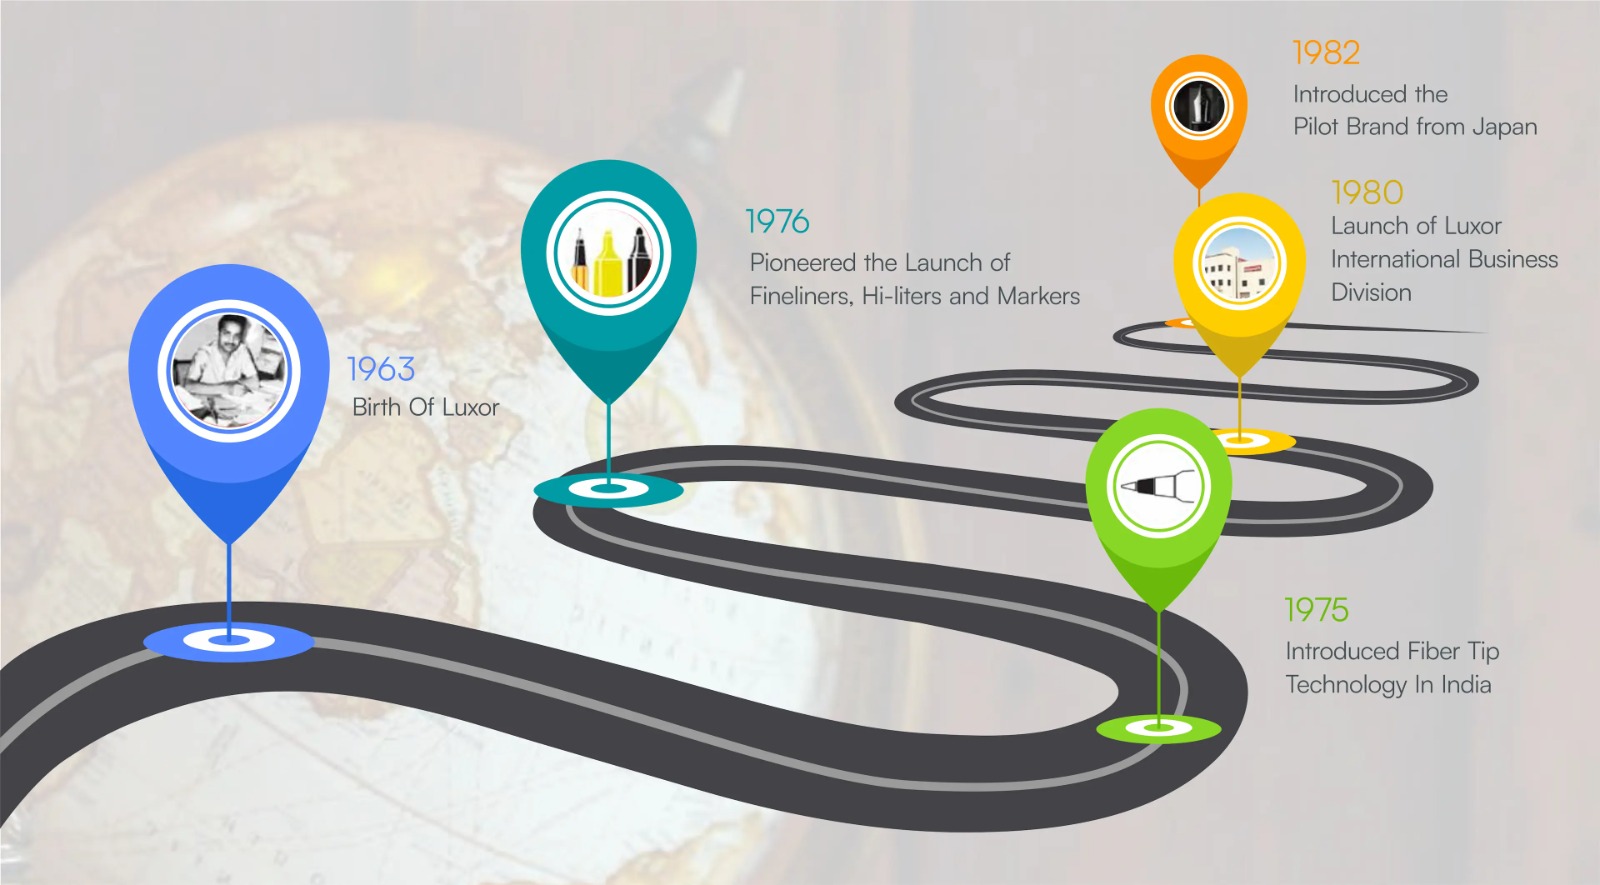 1982
Introduced the
Pilot Brand from Japan
1980
Launch of Luxor
International Business
Division
1976
Pioneered the Launch of
Fineliners, Hi-liters and Markers
1963
Birth Of Luxor
1975
Introduced Fiber Tip
Technology In India